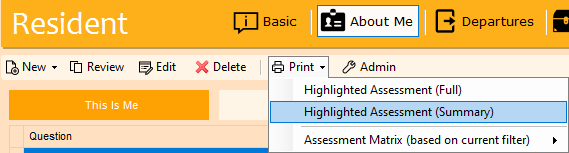 Resident
Basic
About Me
Departures
New
Review
Edit
Delete
Print
Admin
Highlighted Assessment (Full)
This Is Me
Highlighted Assessment (Summary)
Question
Assessment Matrix (based on current filter)